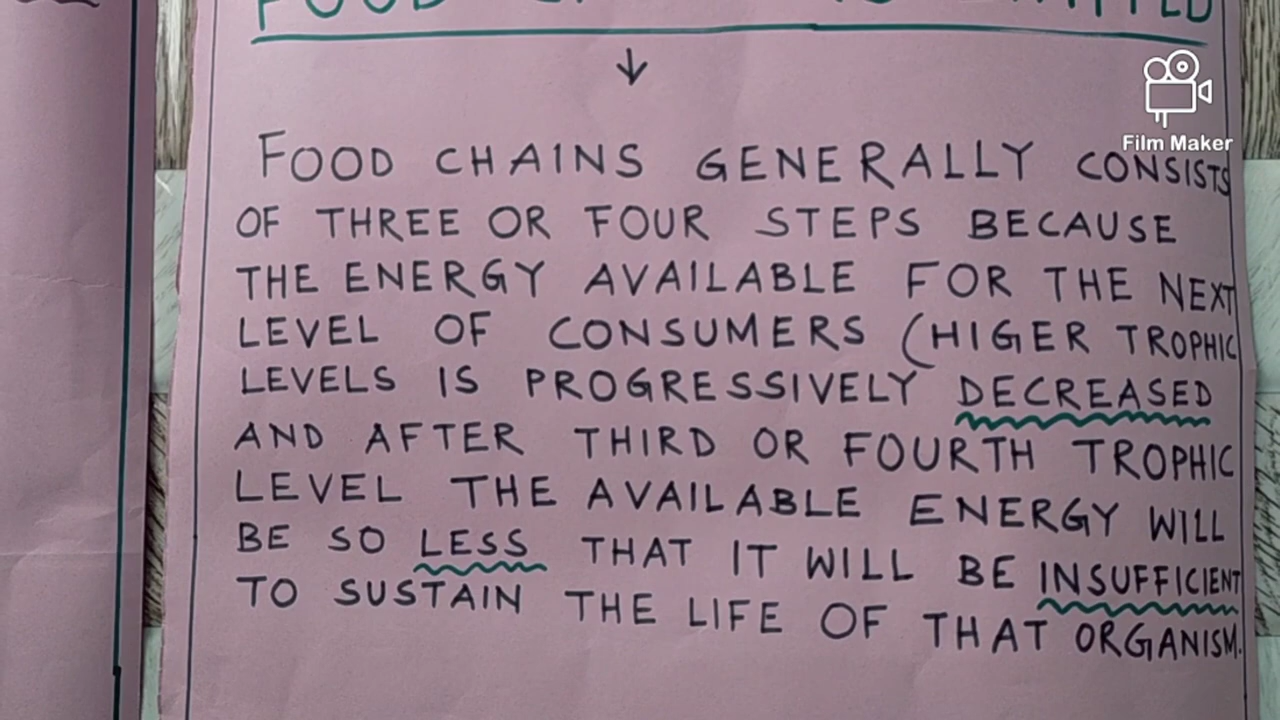 FOOD
Film Maker
FOOD CHAINS GENERALLY CONSISTS
OF THREE OR FOUR STEPS BECAUSE
THE ENERGY AVAILABLE FOR THE NEXT
LEVEL OF CONSUMERS (HIGER TROPHIC
LEVELS IS PROGRESSIVELY DECREASED
AND AFTER THIRD OR FOURTH TROPHIC
LEVEL THE AVAILABLE ENERGY WILL
BE SO LESS THAT IT WILL BE INSUFFICIENT
TO SUSTAIN THE LIFE OF THAT ORGANISM.